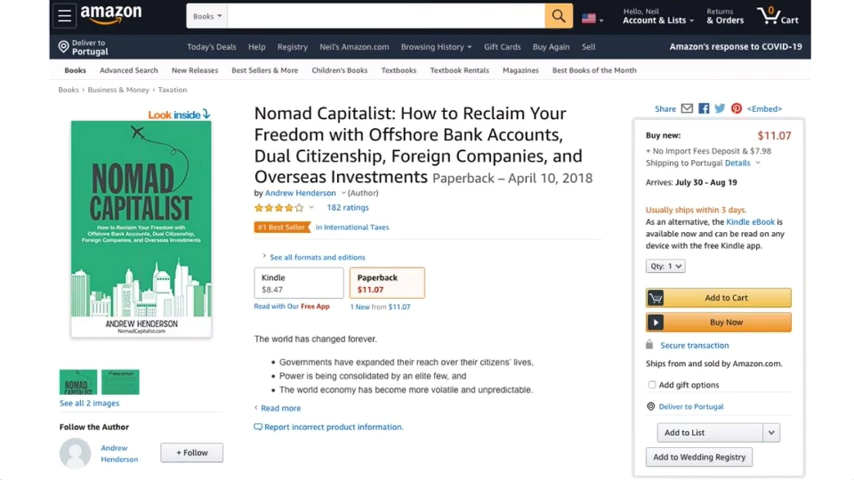 amazon
Books
Hello, Neil
Account & Lists
Returns
& Orders
0
Cart
Deliver to
Portugal
Today's Deals Help Registry Neil's Amazon.com Browsing History Gift Cards Buy Again Sell
Amazon's response to COVID-19
Books Advanced Search New Releases Best Sellers & More Children's Books Textbooks Textbook Rentals Magazines Best Books of the Month
Books › Business & Money › Taxation
Look inside
NOMAD
CAPITALIST
How to Reclaim Your Freedom with
Offshore Bank Accounts, Dual Citizenship,
Foreign Companies, and Overseas Investments
ANDREW HENDERSON
NomadCapitalist.com
NOMAD
CAPITALIST
See all 2 images
Follow the Author
Andrew
Henderson
+ Follow
Nomad Capitalist: How to Reclaim Your
Freedom with Offshore Bank Accounts,
Dual Citizenship, Foreign Companies, and
Overseas Investments Paperback – April 10, 2018
by Andrew Henderson (Author)
182 ratings
#1 Best Seller in International Taxes
See all formats and editions
Kindle
$8.47
Paperback
$11.07
Read with Our Free App
1 New from $11.07
The world has changed forever.
• Governments have expanded their reach over their citizens' lives,
• Power is being consolidated by an elite few, and
• The world economy has become more volatile and unpredictable.
Read more
Report incorrect product information.
Share <Embed>
Buy new: $11.07
+ No Import Fees Deposit & $7.98
Shipping to Portugal Details
Arrives: July 30 - Aug 19
Usually ships within 3 days.
As an alternative, the Kindle eBook is
available now and can be read on any
device with the free Kindle app.
Qty: 1
Add to Cart
Buy Now
Secure transaction
Ships from and sold by Amazon.com.
Add gift options
Deliver to Portugal
Add to List
Add to Wedding Registry